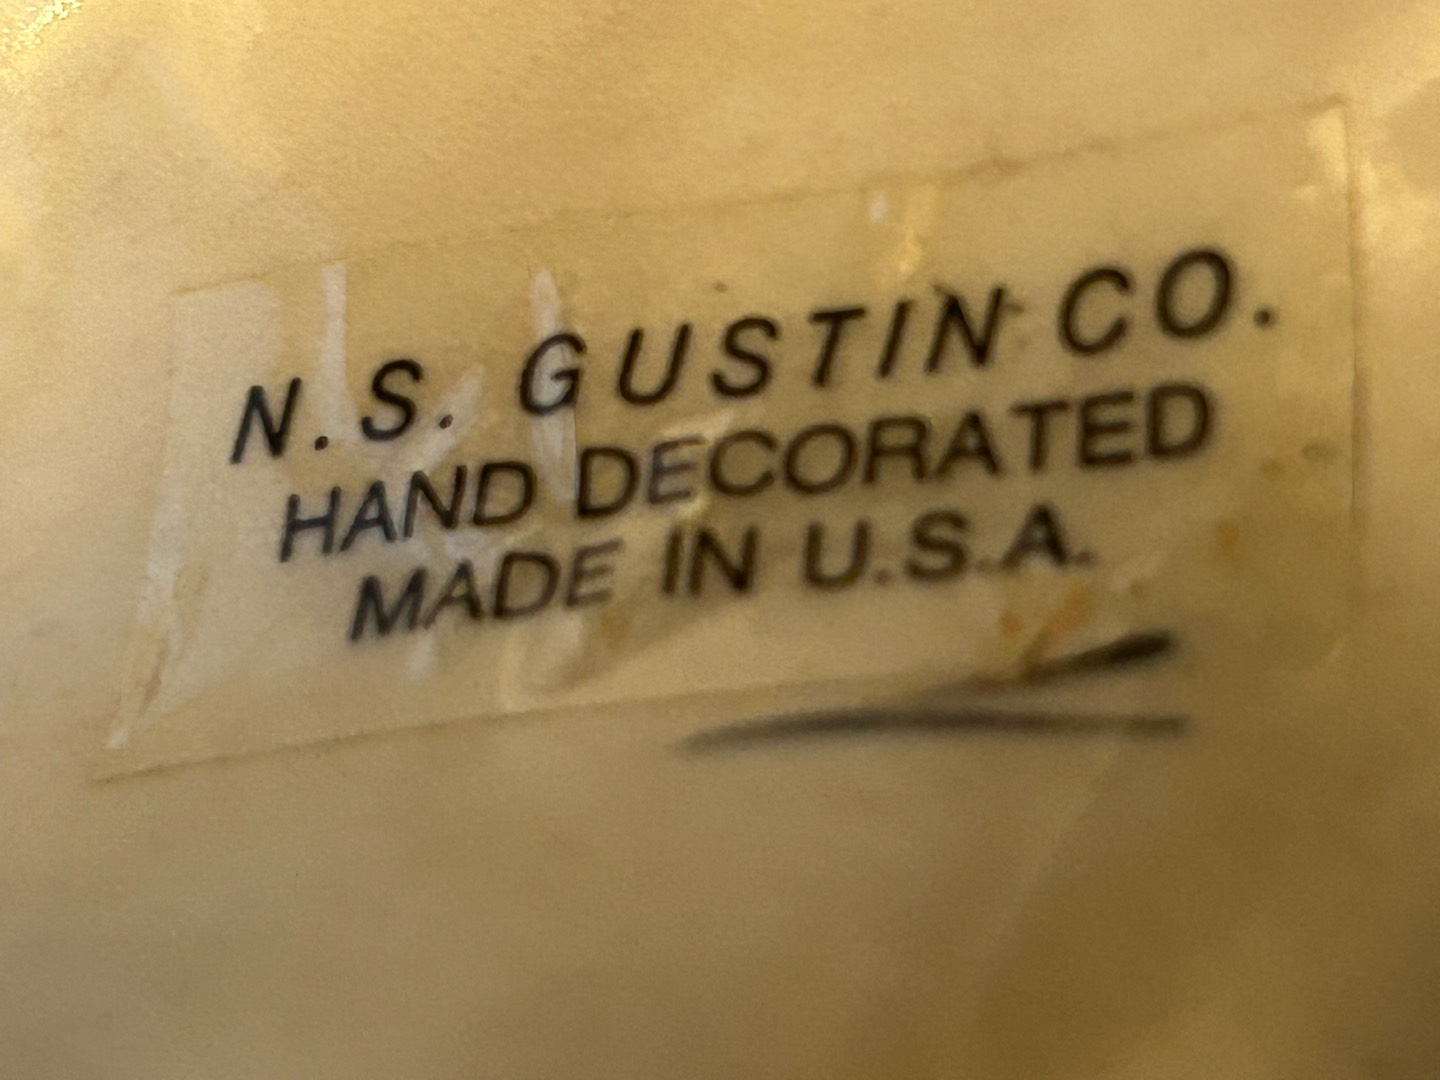 N.S. GUSTIN CO.
HAND DECORATED
MADE IN U.S.A.